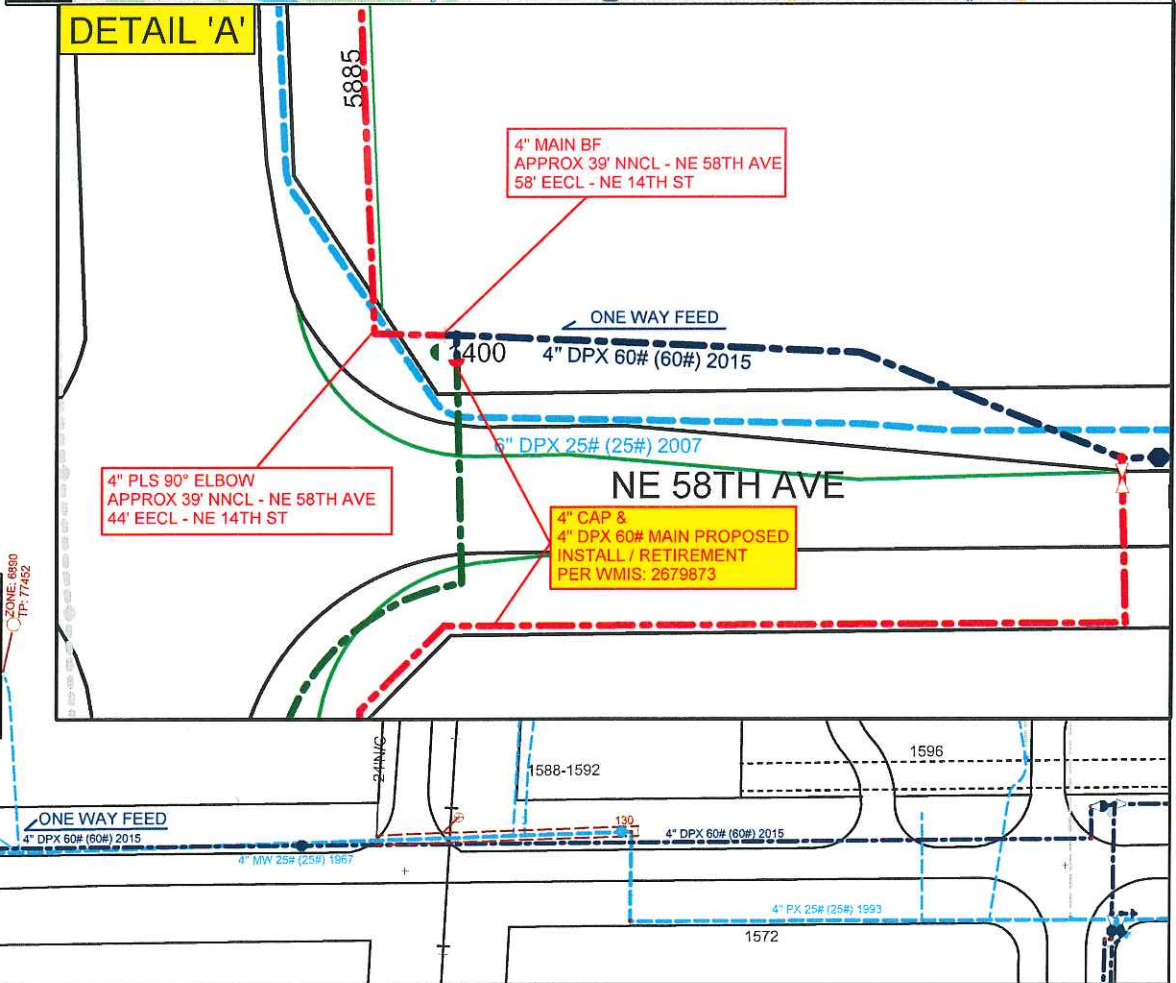 DETAIL 'A'
5885
4" MAIN BF
APPROX 39' NNCL - NE 58TH AVE
58' EECL - NE 14TH ST
ONE WAY FEED
1400
4" DPX 60# (60#) 2015
6" DPX 25# (25#) 2007
4" PLS 90° ELBOW
APPROX 39' NNCL - NE 58TH AVE
44' EECL - NE 14TH ST
NE 58TH AVE
4" CAP &
4" DPX 60# MAIN PROPOSED
INSTALL / RETIREMENT
PER WMIS: 2679873
ZONE: 6890
TP: 77452
24"N/C
1588-1592
1596
ONE WAY FEED
4" DPX 60# (60#) 2015
130
4" DPX 60# (60#) 2015
4" MW 25# (25#) 1967
4" PX 25# (25#) 1993
1572